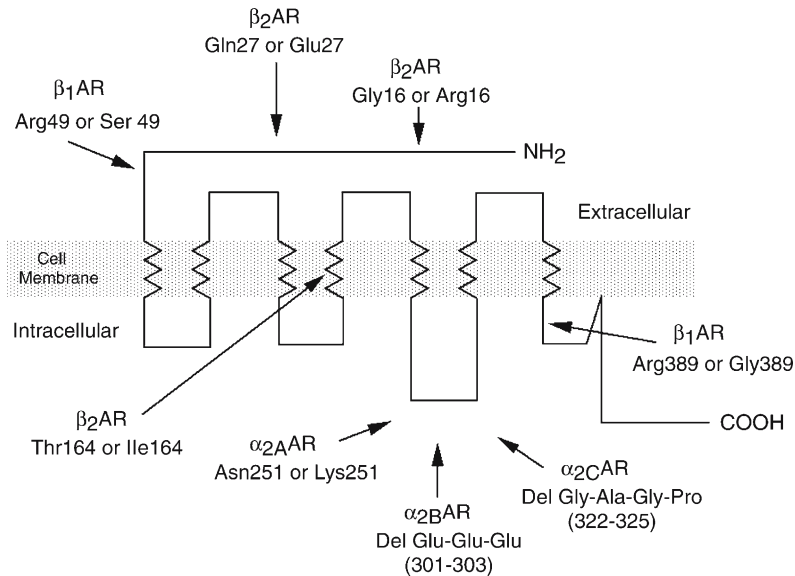 β2AR
Gln27 or Glu27
β2AR
Gly16 or Arg16
β1AR
Arg49 or Ser 49
NH2
Extracellular
Cell
Membrane
Intracellular
β1AR
Arg389 or Gly389
β2AR
Thr164 or Ile164
α2AAR
Asn251 or Lys251
COOH
α2CAR
Del Gly-Ala-Gly-Pro
(322-325)
α2BAR
Del Glu-Glu-Glu
(301-303)